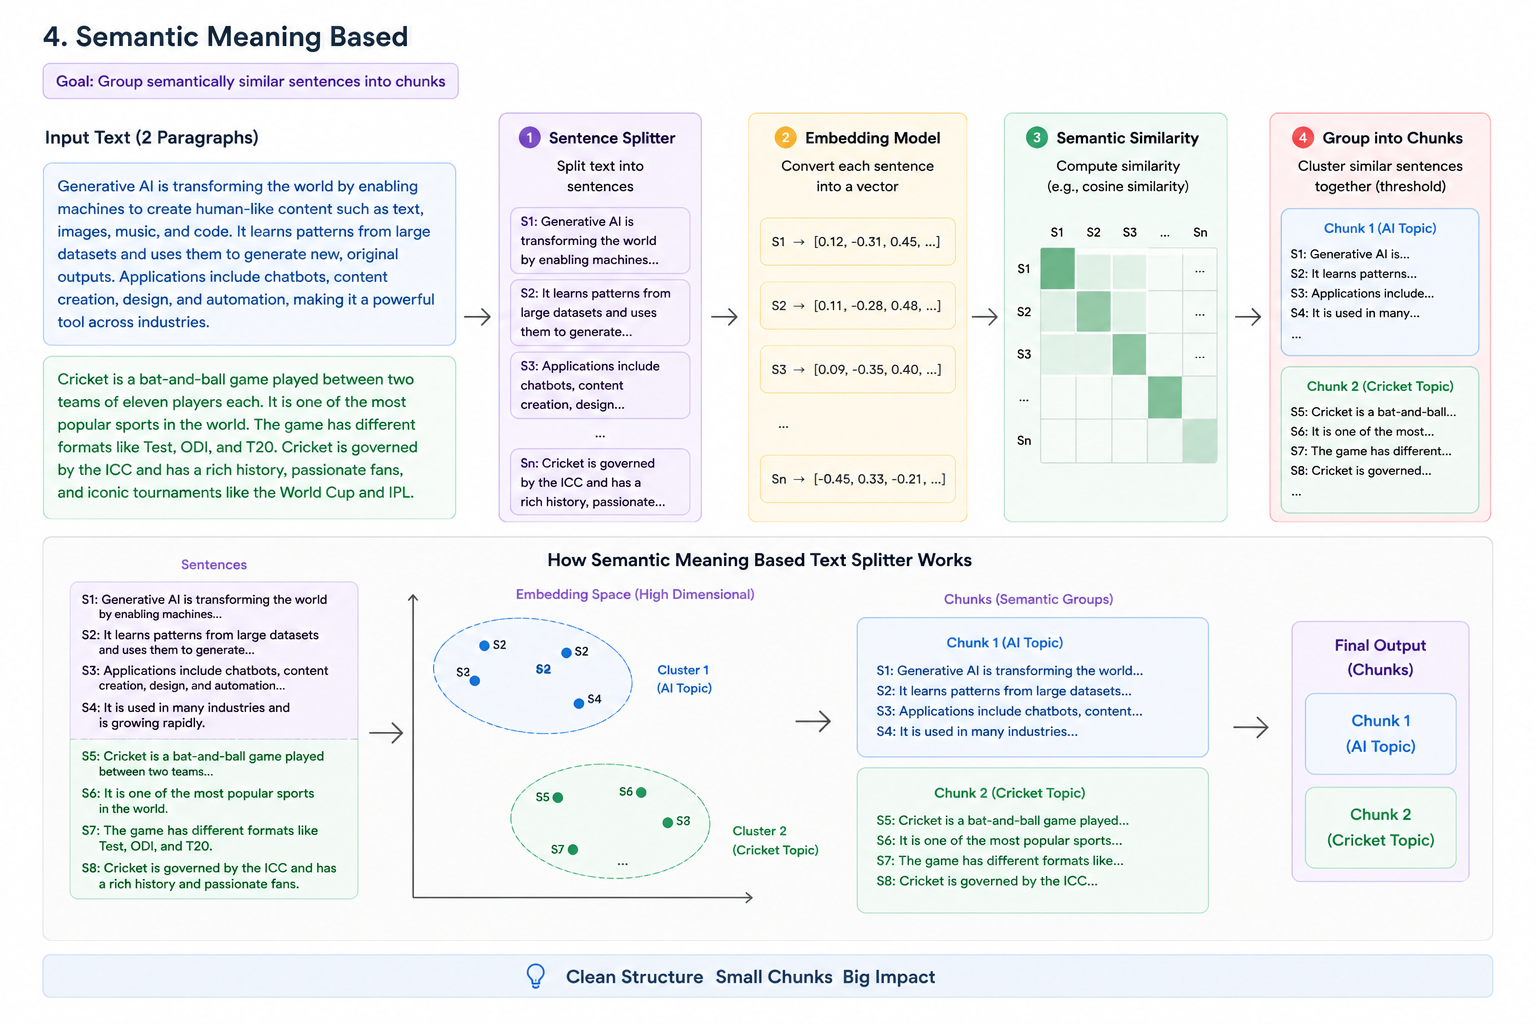 4. Semantic Meaning Based
Goal: Group semantically similar sentences into chunks
Input Text (2 Paragraphs)
Generative AI is transforming the world by enabling
machines to create human-like content such as text,
images, music, and code. It learns patterns from large
datasets and uses them to generate new, original
outputs. Applications include chatbots, content
creation, design, and automation, making it a powerful
tool across industries.
Cricket is a bat-and-ball game played between two
teams of eleven players each. It is one of the most
popular sports in the world. The game has different
formats like Test, ODI, and T20. Cricket is governed
by the ICC and has a rich history, passionate fans,
and iconic tournaments like the World Cup and IPL.
1 Sentence Splitter
Split text into
sentences
S1: Generative AI is
transforming the world
by enabling machines...
S2: It learns patterns from
large datasets and uses
them to generate...
S3: Applications include
chatbots, content
creation, design...
...
Sn: Cricket is governed
by the ICC and has a
rich history, passionate...
2 Embedding Model
Convert each sentence
into a vector
S1 → [0.12, -0.31, 0.45, ...]
S2 → [0.11, -0.28, 0.48, ...]
S3 → [0.09, -0.35, 0.40, ...]
...
Sn → [-0.45, 0.33, -0.21, ...]
3 Semantic Similarity
Compute similarity
(e.g., cosine similarity)
S1 S2 S3 ... Sn
S1 ...
S2 ...
S3 ...
...
Sn
4 Group into Chunks
Cluster similar sentences
together (threshold)
Chunk 1 (AI Topic)
S1: Generative AI is...
S2: It learns patterns...
S3: Applications include...
S4: It is used in many...
...
Chunk 2 (Cricket Topic)
S5: Cricket is a bat-and-ball...
S6: It is one of the most...
S7: The game has different...
S8: Cricket is governed...
...
How Semantic Meaning Based Text Splitter Works
Sentences
S1: Generative AI is transforming the world
by enabling machines...
S2: It learns patterns from large datasets
and uses them to generate...
S3: Applications include chatbots, content
creation, design, and automation...
S4: It is used in many industries and
is growing rapidly.
S5: Cricket is a bat-and-ball game played
between two teams...
S6: It is one of the most popular sports
in the world.
S7: The game has different formats like
Test, ODI, and T20.
S8: Cricket is governed by the ICC and has
a rich history and passionate fans.
Embedding Space (High Dimensional)
S2
S2
S2
S4
Cluster 1
(AI Topic)
S5
S6
S3
S7
...
Cluster 2
(Cricket Topic)
Chunks (Semantic Groups)
Chunk 1 (AI Topic)
S1: Generative AI is transforming the world...
S2: It learns patterns from large datasets...
S3: Applications include chatbots, content...
S4: It is used in many industries...
Chunk 2 (Cricket Topic)
S5: Cricket is a bat-and-ball game played...
S6: It is one of the most popular sports...
S7: The game has different formats like...
S8: Cricket is governed by the ICC...
Final Output
(Chunks)
Chunk 1
(AI Topic)
Chunk 2
(Cricket Topic)
Clean Structure Small Chunks Big Impact